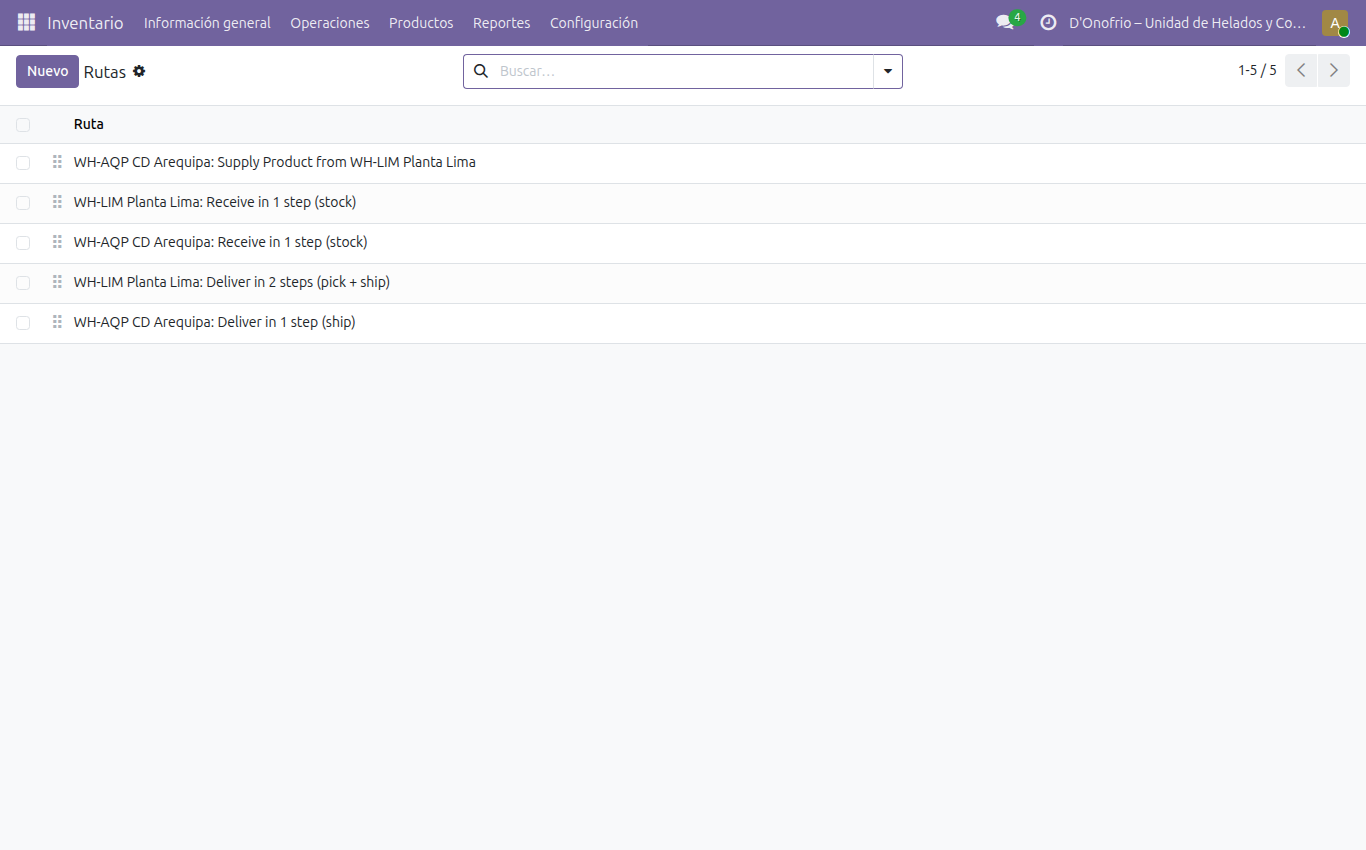 Inventario Información general Operaciones Productos Reportes Configuración 4 D'Onofrio – Unidad de Helados y Co... A
Nuevo Rutas Buscar... 1-5 / 5
Ruta
WH-AQP CD Arequipa: Supply Product from WH-LIM Planta Lima
WH-LIM Planta Lima: Receive in 1 step (stock)
WH-AQP CD Arequipa: Receive in 1 step (stock)
WH-LIM Planta Lima: Deliver in 2 steps (pick + ship)
WH-AQP CD Arequipa: Deliver in 1 step (ship)